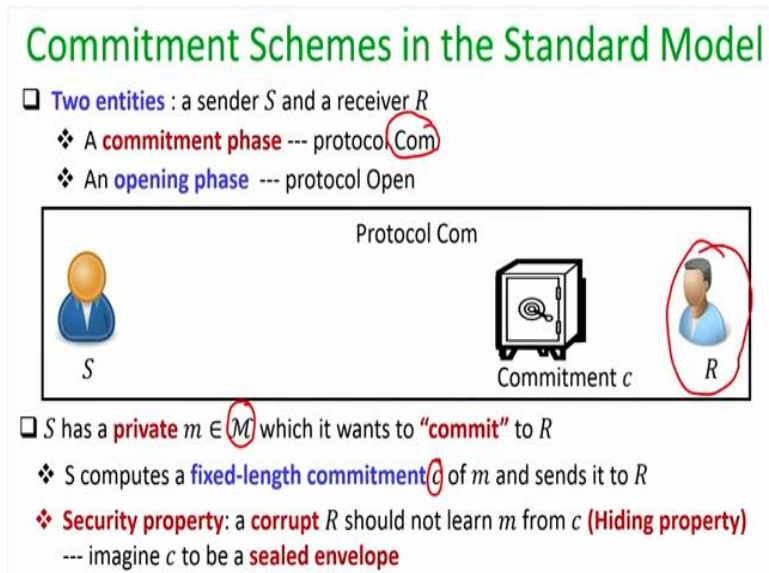 Commitment Schemes in the Standard Model
❑ Two entities : a sender S and a receiver R
❖ A commitment phase --- protocol Com
❖ An opening phase --- protocol Open
Protocol Com
S
Commitment c
R
❑ S has a private m ∈ ℳ which it wants to “commit” to R
❖ S computes a fixed-length commitment c of m and sends it to R
❖ Security property: a corrupt R should not learn m from c (Hiding property)
--- imagine c to be a sealed envelope